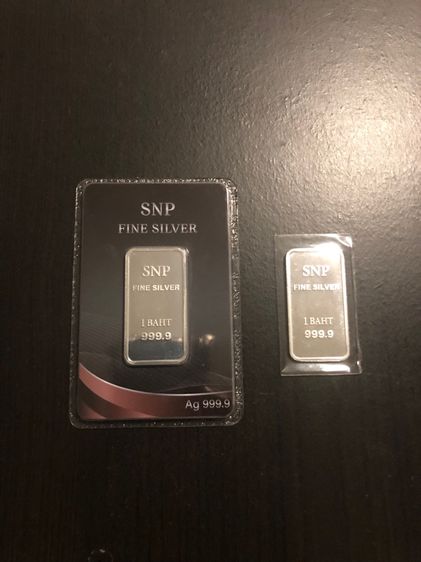 SNP
FINE SILVER
SNP
FINE SILVER
1 BAHT
999.9
Ag 999.9
SNP
FINE SILVER
1 BAHT
999.9